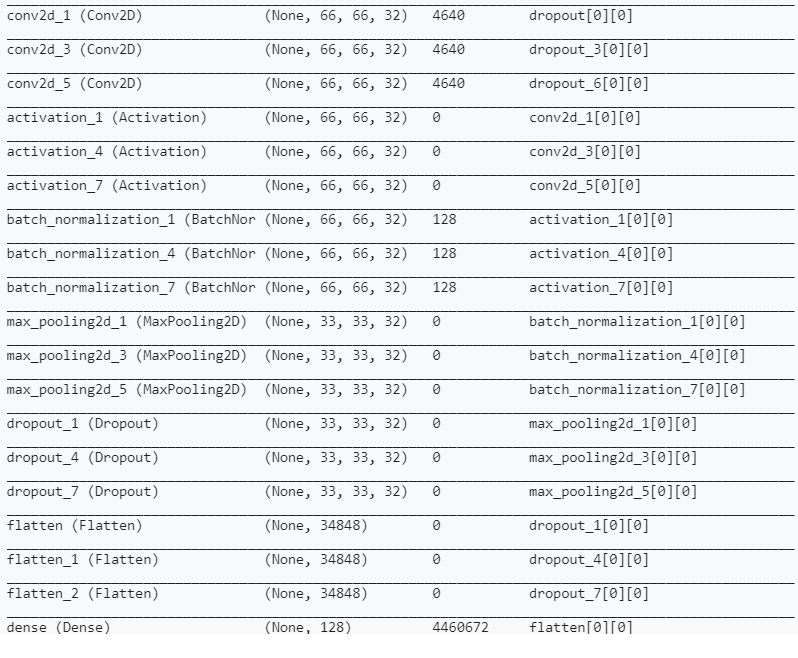 conv2d_1 (Conv2D) (None, 66, 66, 32) 4640 dropout[0][0]
conv2d_3 (Conv2D) (None, 66, 66, 32) 4640 dropout_3[0][0]
conv2d_5 (Conv2D) (None, 66, 66, 32) 4640 dropout_6[0][0]
activation_1 (Activation) (None, 66, 66, 32) 0 conv2d_1[0][0]
activation_4 (Activation) (None, 66, 66, 32) 0 conv2d_3[0][0]
activation_7 (Activation) (None, 66, 66, 32) 0 conv2d_5[0][0]
batch_normalization_1 (BatchNor (None, 66, 66, 32) 128 activation_1[0][0]
batch_normalization_4 (BatchNor (None, 66, 66, 32) 128 activation_4[0][0]
batch_normalization_7 (BatchNor (None, 66, 66, 32) 128 activation_7[0][0]
max_pooling2d_1 (MaxPooling2D) (None, 33, 33, 32) 0 batch_normalization_1[0][0]
max_pooling2d_3 (MaxPooling2D) (None, 33, 33, 32) 0 batch_normalization_4[0][0]
max_pooling2d_5 (MaxPooling2D) (None, 33, 33, 32) 0 batch_normalization_7[0][0]
dropout_1 (Dropout) (None, 33, 33, 32) 0 max_pooling2d_1[0][0]
dropout_4 (Dropout) (None, 33, 33, 32) 0 max_pooling2d_3[0][0]
dropout_7 (Dropout) (None, 33, 33, 32) 0 max_pooling2d_5[0][0]
flatten (Flatten) (None, 34848) 0 dropout_1[0][0]
flatten_1 (Flatten) (None, 34848) 0 dropout_4[0][0]
flatten_2 (Flatten) (None, 34848) 0 dropout_7[0][0]
dense (Dense) (None, 128) 4460672 flatten[0][0]